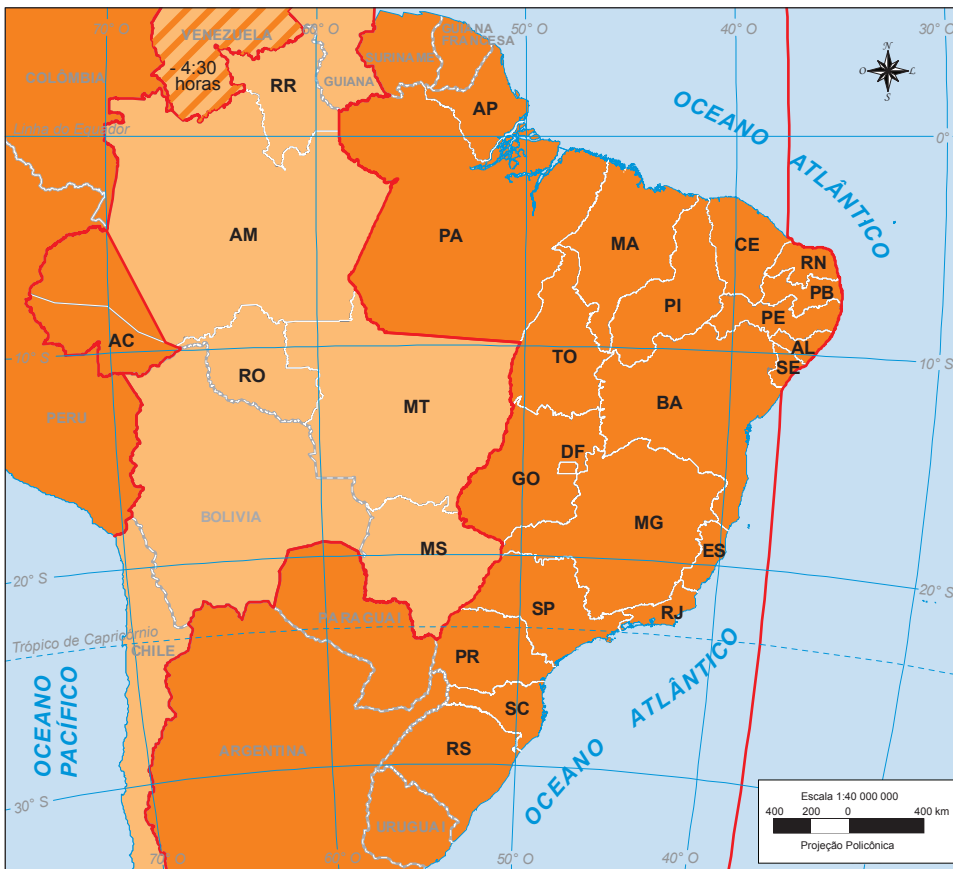 70° O
60° O
50° O
40° O
30° O
VENEZUELA
GUIANA
FRANCESA
SURINAME
COLÔMBIA
- 4:30
horas
RR
GUIANA
AP
OCEANO ATLÂNTICO
Linha do Equador
0°
AM
PA
MA
CE
RN
PB
PI
PE
AC
AL
SE
TO
10° S
10° S
RO
MT
BA
PERU
DF
GO
BOLIVIA
MG
MS
ES
20° S
20° S
SP
RJ
PARAGUAI
Trópico de Capricórnio
CHILE
PR
OCEANO
PACÍFICO
SC
OCEANO ATLÂNTICO
ARGENTINA
RS
30° S
URUGUAI
Escala 1:40 000 000
400 200 0 400 km
Projeção Policônica
70° O
60° O
50° O
40° O
N
O L
S